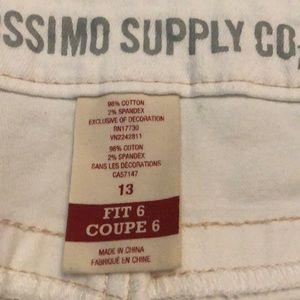 OSSIMO SUPPLY CO.
98% COTTON
2% SPANDEX
EXCLUSIVE OF DECORATION
RN17730
VN2242811
98% COTON
2% SPANDEX
SANS LES DÉCORATIONS
CA57147
13
FIT 6
COUPE 6
MADE IN CHINA
FABRIQUÉ EN CHINE